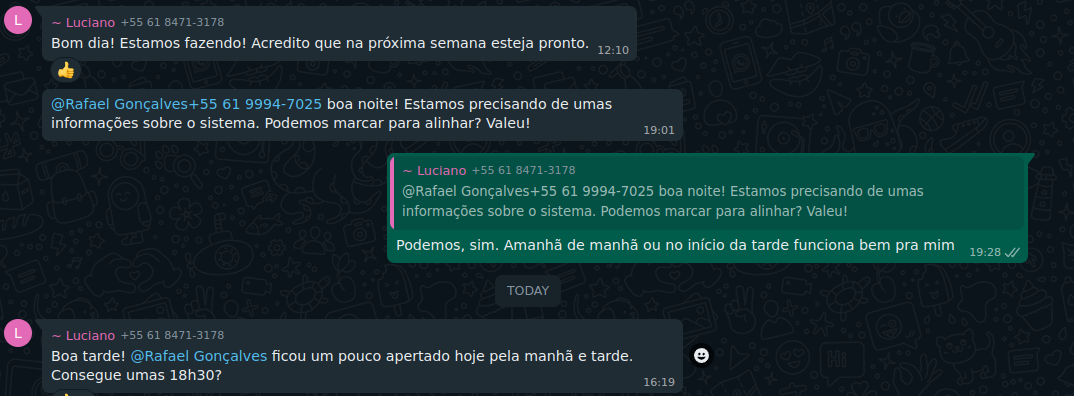 L
~ Luciano +55 61 8471-3178
Bom dia! Estamos fazendo! Acredito que na próxima semana esteja pronto. 12:10
@Rafael Gonçalves+55 61 9994-7025 boa noite! Estamos precisando de umas
informações sobre o sistema. Podemos marcar para alinhar? Valeu!
19:01
~ Luciano +55 61 8471-3178
@Rafael Gonçalves+55 61 9994-7025 boa noite! Estamos precisando de umas
informações sobre o sistema. Podemos marcar para alinhar? Valeu!
Podemos, sim. Amanhã de manhã ou no início da tarde funciona bem pra mim 19:28
TODAY
L
~ Luciano +55 61 8471-3178
Boa tarde! @Rafael Gonçalves ficou um pouco apertado hoje pela manhã e tarde.
Consegue umas 18h30?
16:19